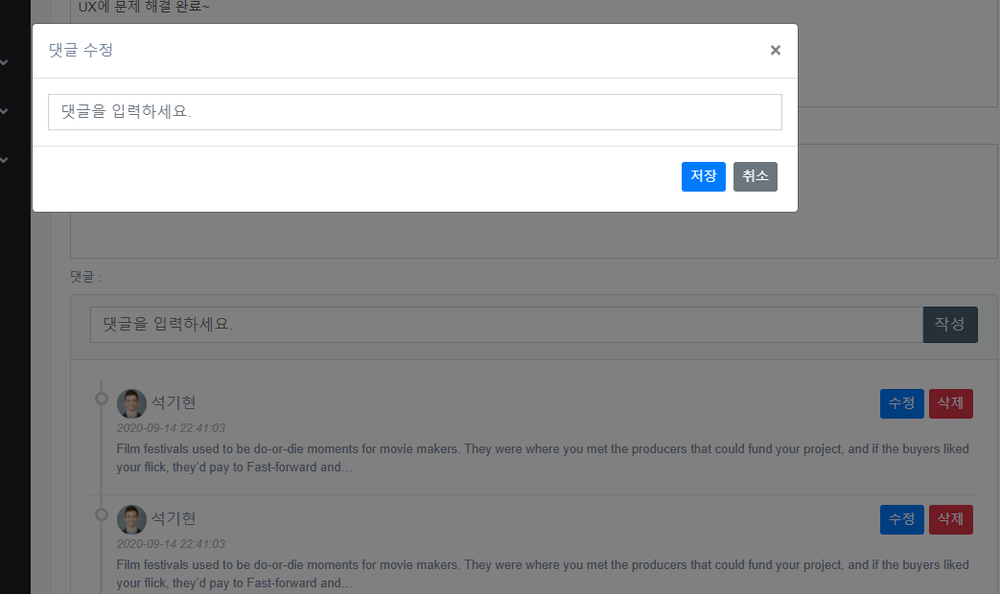 UX에 문제 해결 완료~
댓글 수정
×
댓글을 입력하세요.
저장 취소
댓글 :
댓글을 입력하세요. 작성
석기현 수정 삭제
2020-09-14 22:41:03
FIlm festivals used to be do-or-die moments for movie makers. They were where you met the producers that could fund your project, and if the buyers liked
your flick, they'd pay to Fast-forward and...
석기현 수정 삭제
2020-09-14 22:41:03
FIlm festivals used to be do-or-die moments for movie makers. They were where you met the producers that could fund your project, and if the buyers liked
your flick, they'd pay to Fast-forward and...